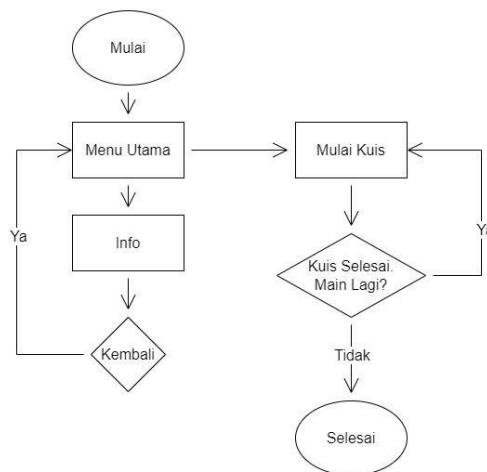 Mulai
Menu Utama
Mulai Kuis
Info
Ya
Ya
Kuis Selesai.
Main Lagi?
Kembali
Tidak
Selesai